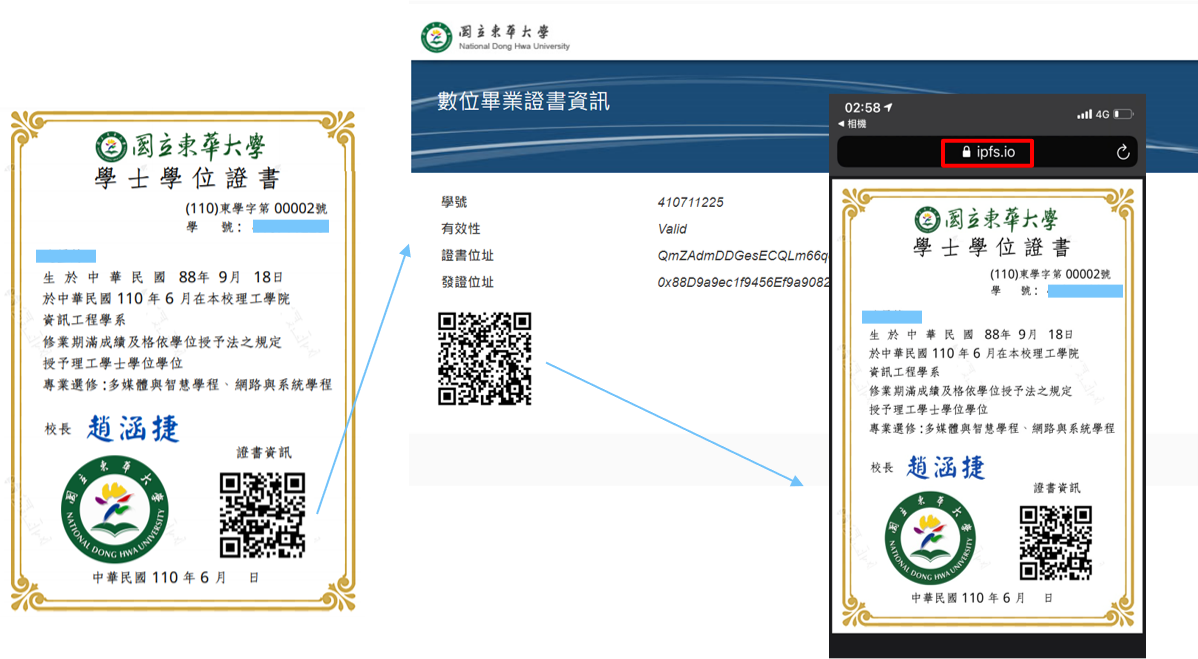 國立東華大學
學士學位證書
(110)東學字第 00002號
學 號：
生 於 中 華 民 國 88年 9月 18日
於中華民國 110 年 6 月在本校理工學院
資訊工程學系
修業期滿成績及格依學位授予法之規定
授予理工學士學位學位
專業選修：多媒體與智慧學程、網路與系統學程
校長 趙涵捷
證書資訊
國立東華大學
NATIONAL DONG HWA UNIVERSITY
中華民國 110 年 6 月 日
國立東華大學
National Dong Hwa University
數位畢業證書資訊
學號 410711225
有效性 Valid
證書位址 QmZAdmDDGesECQLm66q
發證位址 0x88D9a9ec1f9456Ef9a9082
02:58
4G
相機
ipfs.io
國立東華大學
學士學位證書
(110)東學字第 00002號
學 號：
生 於 中 華 民 國 88年 9月 18日
於中華民國 110 年 6 月在本校理工學院
資訊工程學系
修業期滿成績及格依學位授予法之規定
授予理工學士學位學位
專業選修：多媒體與智慧學程、網路與系統學程
校長 趙涵捷
證書資訊
國立東華大學
NATIONAL DONG HWA UNIVERSITY
中華民國 110 年 6 月 日